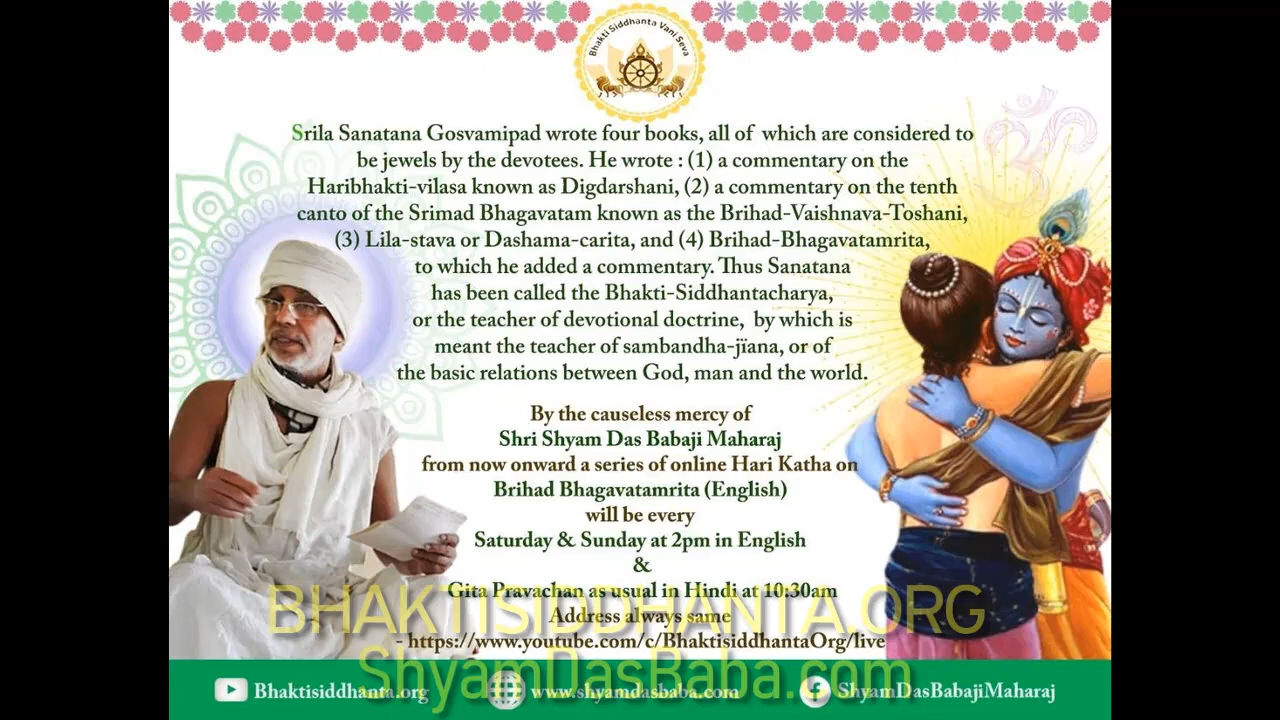 Bhakti Siddhanta Vani Seva
Srila Sanatana Gosvamipad wrote four books, all of which are considered to
be jewels by the devotees. He wrote : (1) a commentary on the
Haribhakti-vilasa known as Digdarshani, (2) a commentary on the tenth
canto of the Srimad Bhagavatam known as the Brihad-Vaishnava-Toshani,
(3) Lila-stava or Dashama-carita, and (4) Brihad-Bhagavatamrita,
to which he added a commentary. Thus Sanatana
has been called the Bhakti-Siddhantacharya,
or the teacher of devotional doctrine, by which is
meant the teacher of sambandha-jïana, or of
the basic relations between God, man and the world.
By the causeless mercy of
Shri Shyam Das Babaji Maharaj
from now onward a series of online Hari Katha on
Brihad Bhagavatamrita (English)
will be every
Saturday & Sunday at 2pm in English
&
Gita Pravachan as usual in Hindi at 10:30am
BHAKTISIDDHANTA.ORG
Address always same
- https://www.youtube.com/c/BhaktisiddhantaOrg/live
ShyamDasBaba.com
Bhaktisiddhanta.org
www.shyamdasbaba.com
ShyamDasBabajiMaharaj